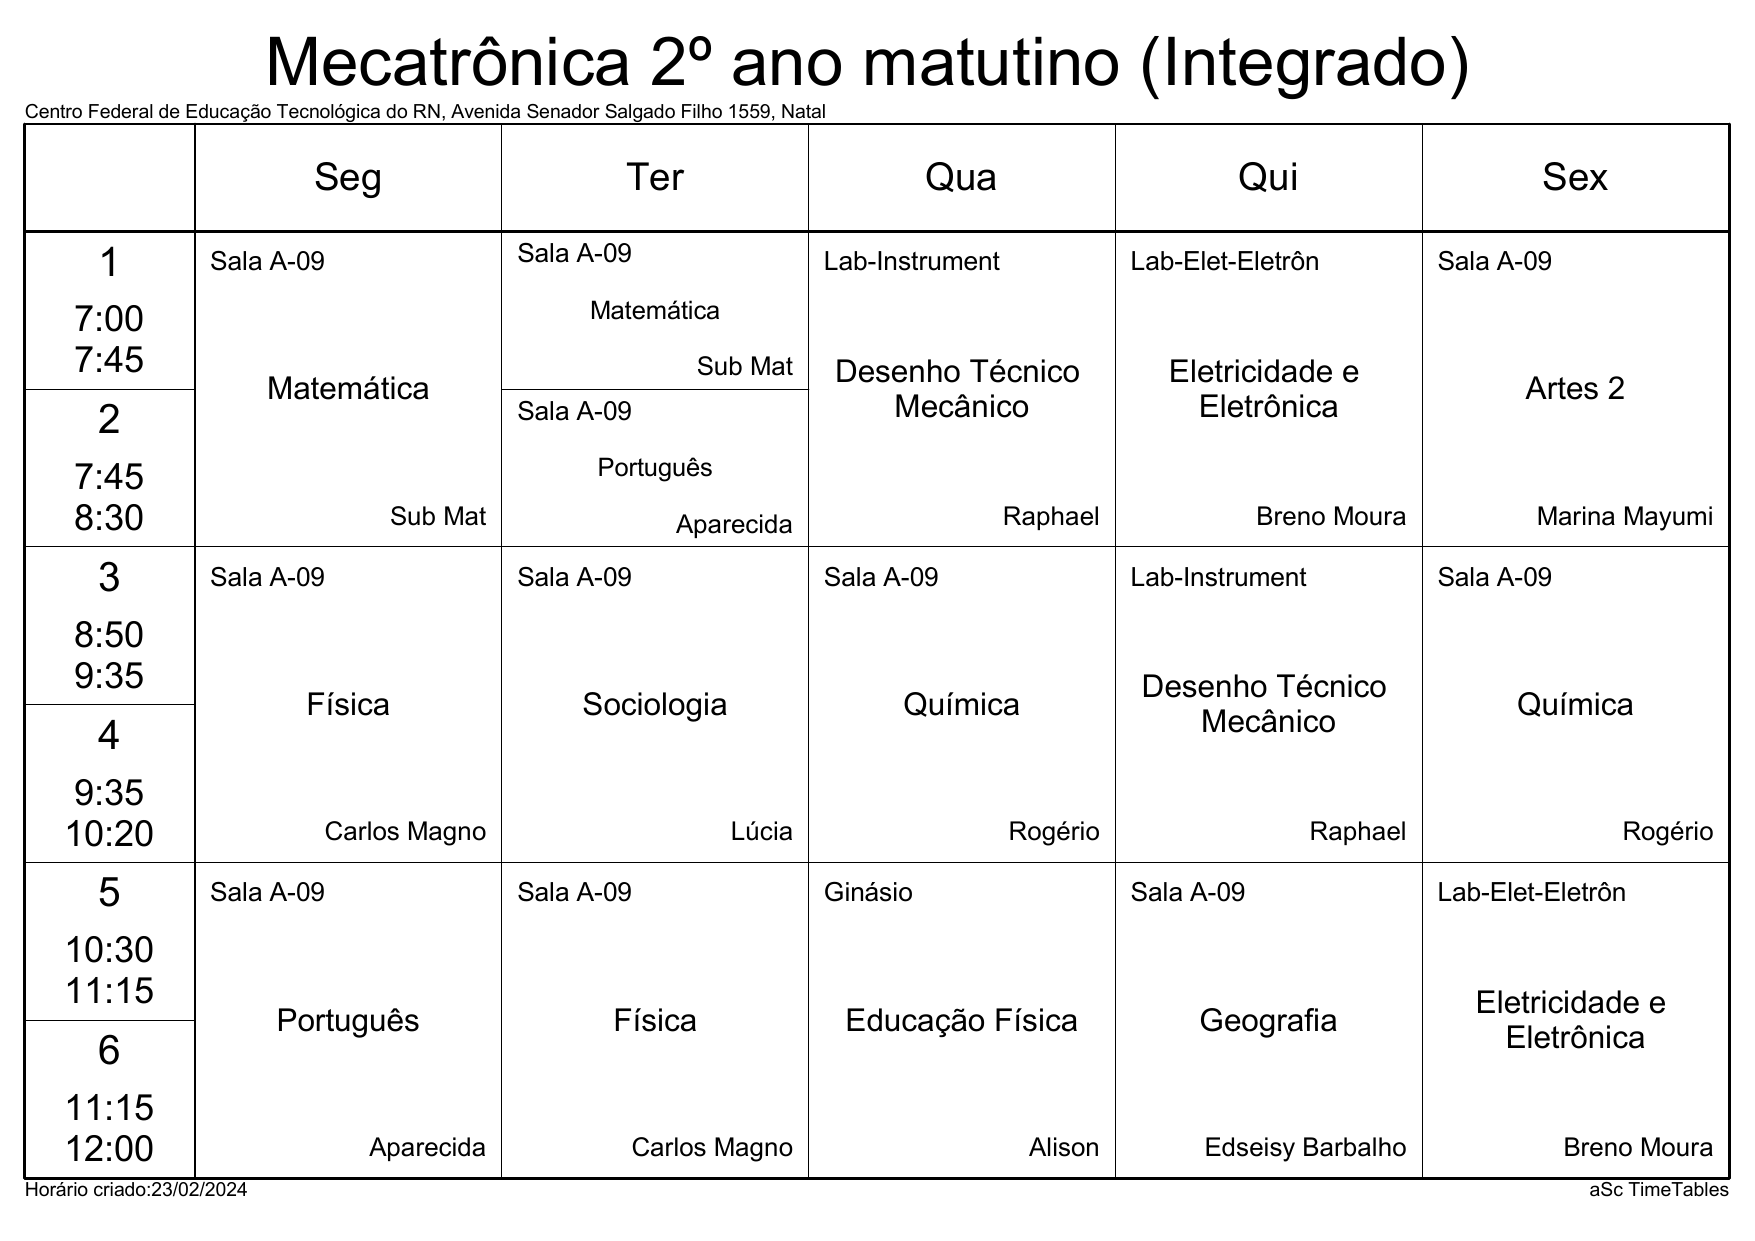 Mecatrônica 2º ano matutino (Integrado)
Centro Federal de Educação Tecnológica do RN, Avenida Senador Salgado Filho 1559, Natal
Seg
Ter
Qua
Qui
Sex
1
7:00
7:45
Sala A-09
Matemática
Sub Mat
Sala A-09
Matemática
Sub Mat
Lab-Instrument
Desenho Técnico
Mecânico
Raphael
Lab-Elet-Eletrôn
Eletricidade e
Eletrônica
Breno Moura
Sala A-09
Artes 2
Marina Mayumi
2
7:45
8:30
Sala A-09
Português
Aparecida
3
8:50
9:35
Sala A-09
Física
Carlos Magno
Sala A-09
Sociologia
Lúcia
Sala A-09
Química
Rogério
Lab-Instrument
Desenho Técnico
Mecânico
Raphael
Sala A-09
Química
Rogério
4
9:35
10:20
5
10:30
11:15
Sala A-09
Português
Aparecida
Sala A-09
Física
Carlos Magno
Ginásio
Educação Física
Alison
Sala A-09
Geografia
Edseisy Barbalho
Lab-Elet-Eletrôn
Eletricidade e
Eletrônica
Breno Moura
6
11:15
12:00
Horário criado:23/02/2024
aSc TimeTables